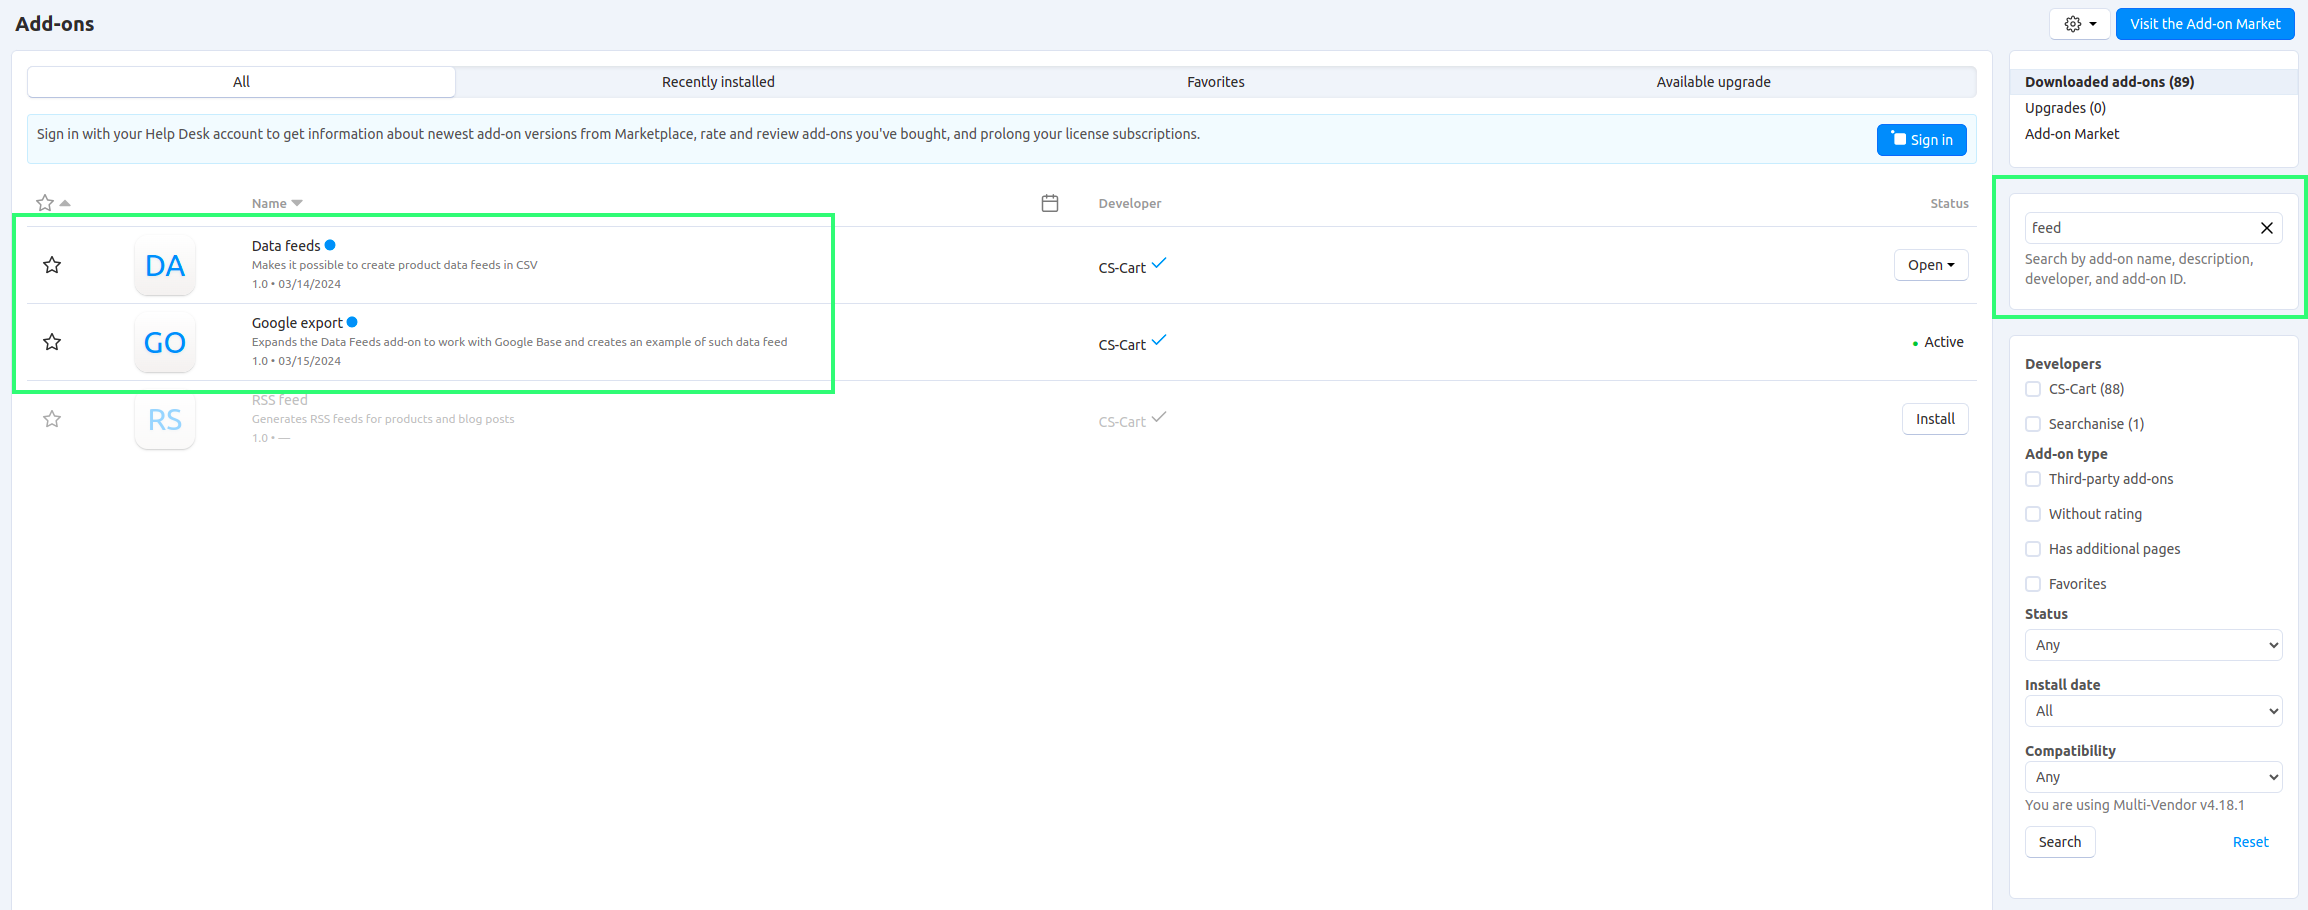 Add-ons
Visit the Add-on Market
All
Recently installed
Favorites
Available upgrade
Sign in with your Help Desk account to get information about newest add-on versions from Marketplace, rate and review add-ons you've bought, and prolong your license subscriptions.
Sign in
Name
Developer
Status
DA
Data feeds
Makes it possible to create product data feeds in CSV
1.0 • 03/14/2024
CS-Cart
Open
GO
Google export
Expands the Data Feeds add-on to work with Google Base and creates an example of such data feed
1.0 • 03/15/2024
CS-Cart
Active
RS
RSS feed
Generates RSS feeds for products and blog posts
1.0 • —
CS-Cart
Install
Downloaded add-ons (89)
Upgrades (0)
Add-on Market
feed
Search by add-on name, description,
developer, and add-on ID.
Developers
CS-Cart (88)
Searchanise (1)
Add-on type
Third-party add-ons
Without rating
Has additional pages
Favorites
Status
Any
Install date
All
Compatibility
Any
You are using Multi-Vendor v4.18.1
Search
Reset